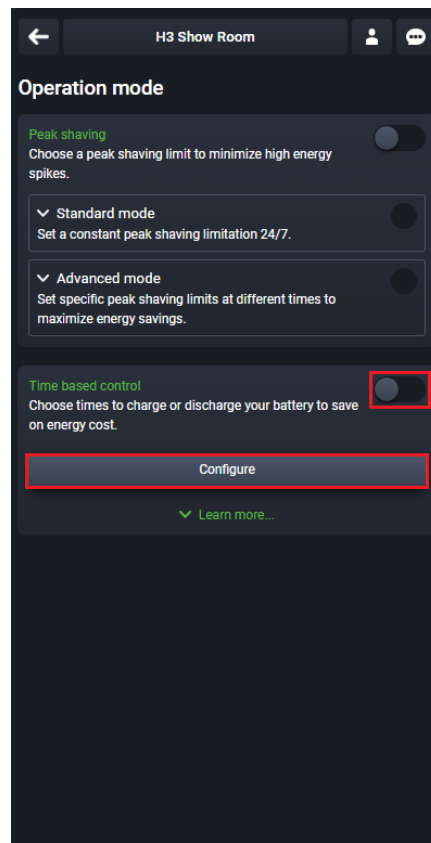 H3 Show Room
Operation mode
Peak shaving
Choose a peak shaving limit to minimize high energy
spikes.
Standard mode
Set a constant peak shaving limitation 24/7.
Advanced mode
Set specific peak shaving limits at different times to
maximize energy savings.
Time based control
Choose times to charge or discharge your battery to save
on energy cost.
Configure
Learn more...